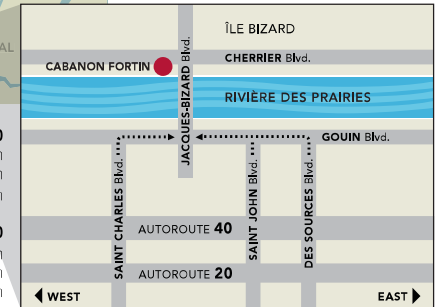 ÎLE BIZARD
CHERRIER Blvd.
CABANON FORTIN
JACQUES-BIZARD Blvd.
RIVIÈRE DES PRAIRIES
GOUIN Blvd.
SAINT CHARLES Blvd.
SAINT JOHN Blvd.
DES SOURCES Blvd.
AUTOROUTE 40
AUTOROUTE 20
WEST
EAST
AL